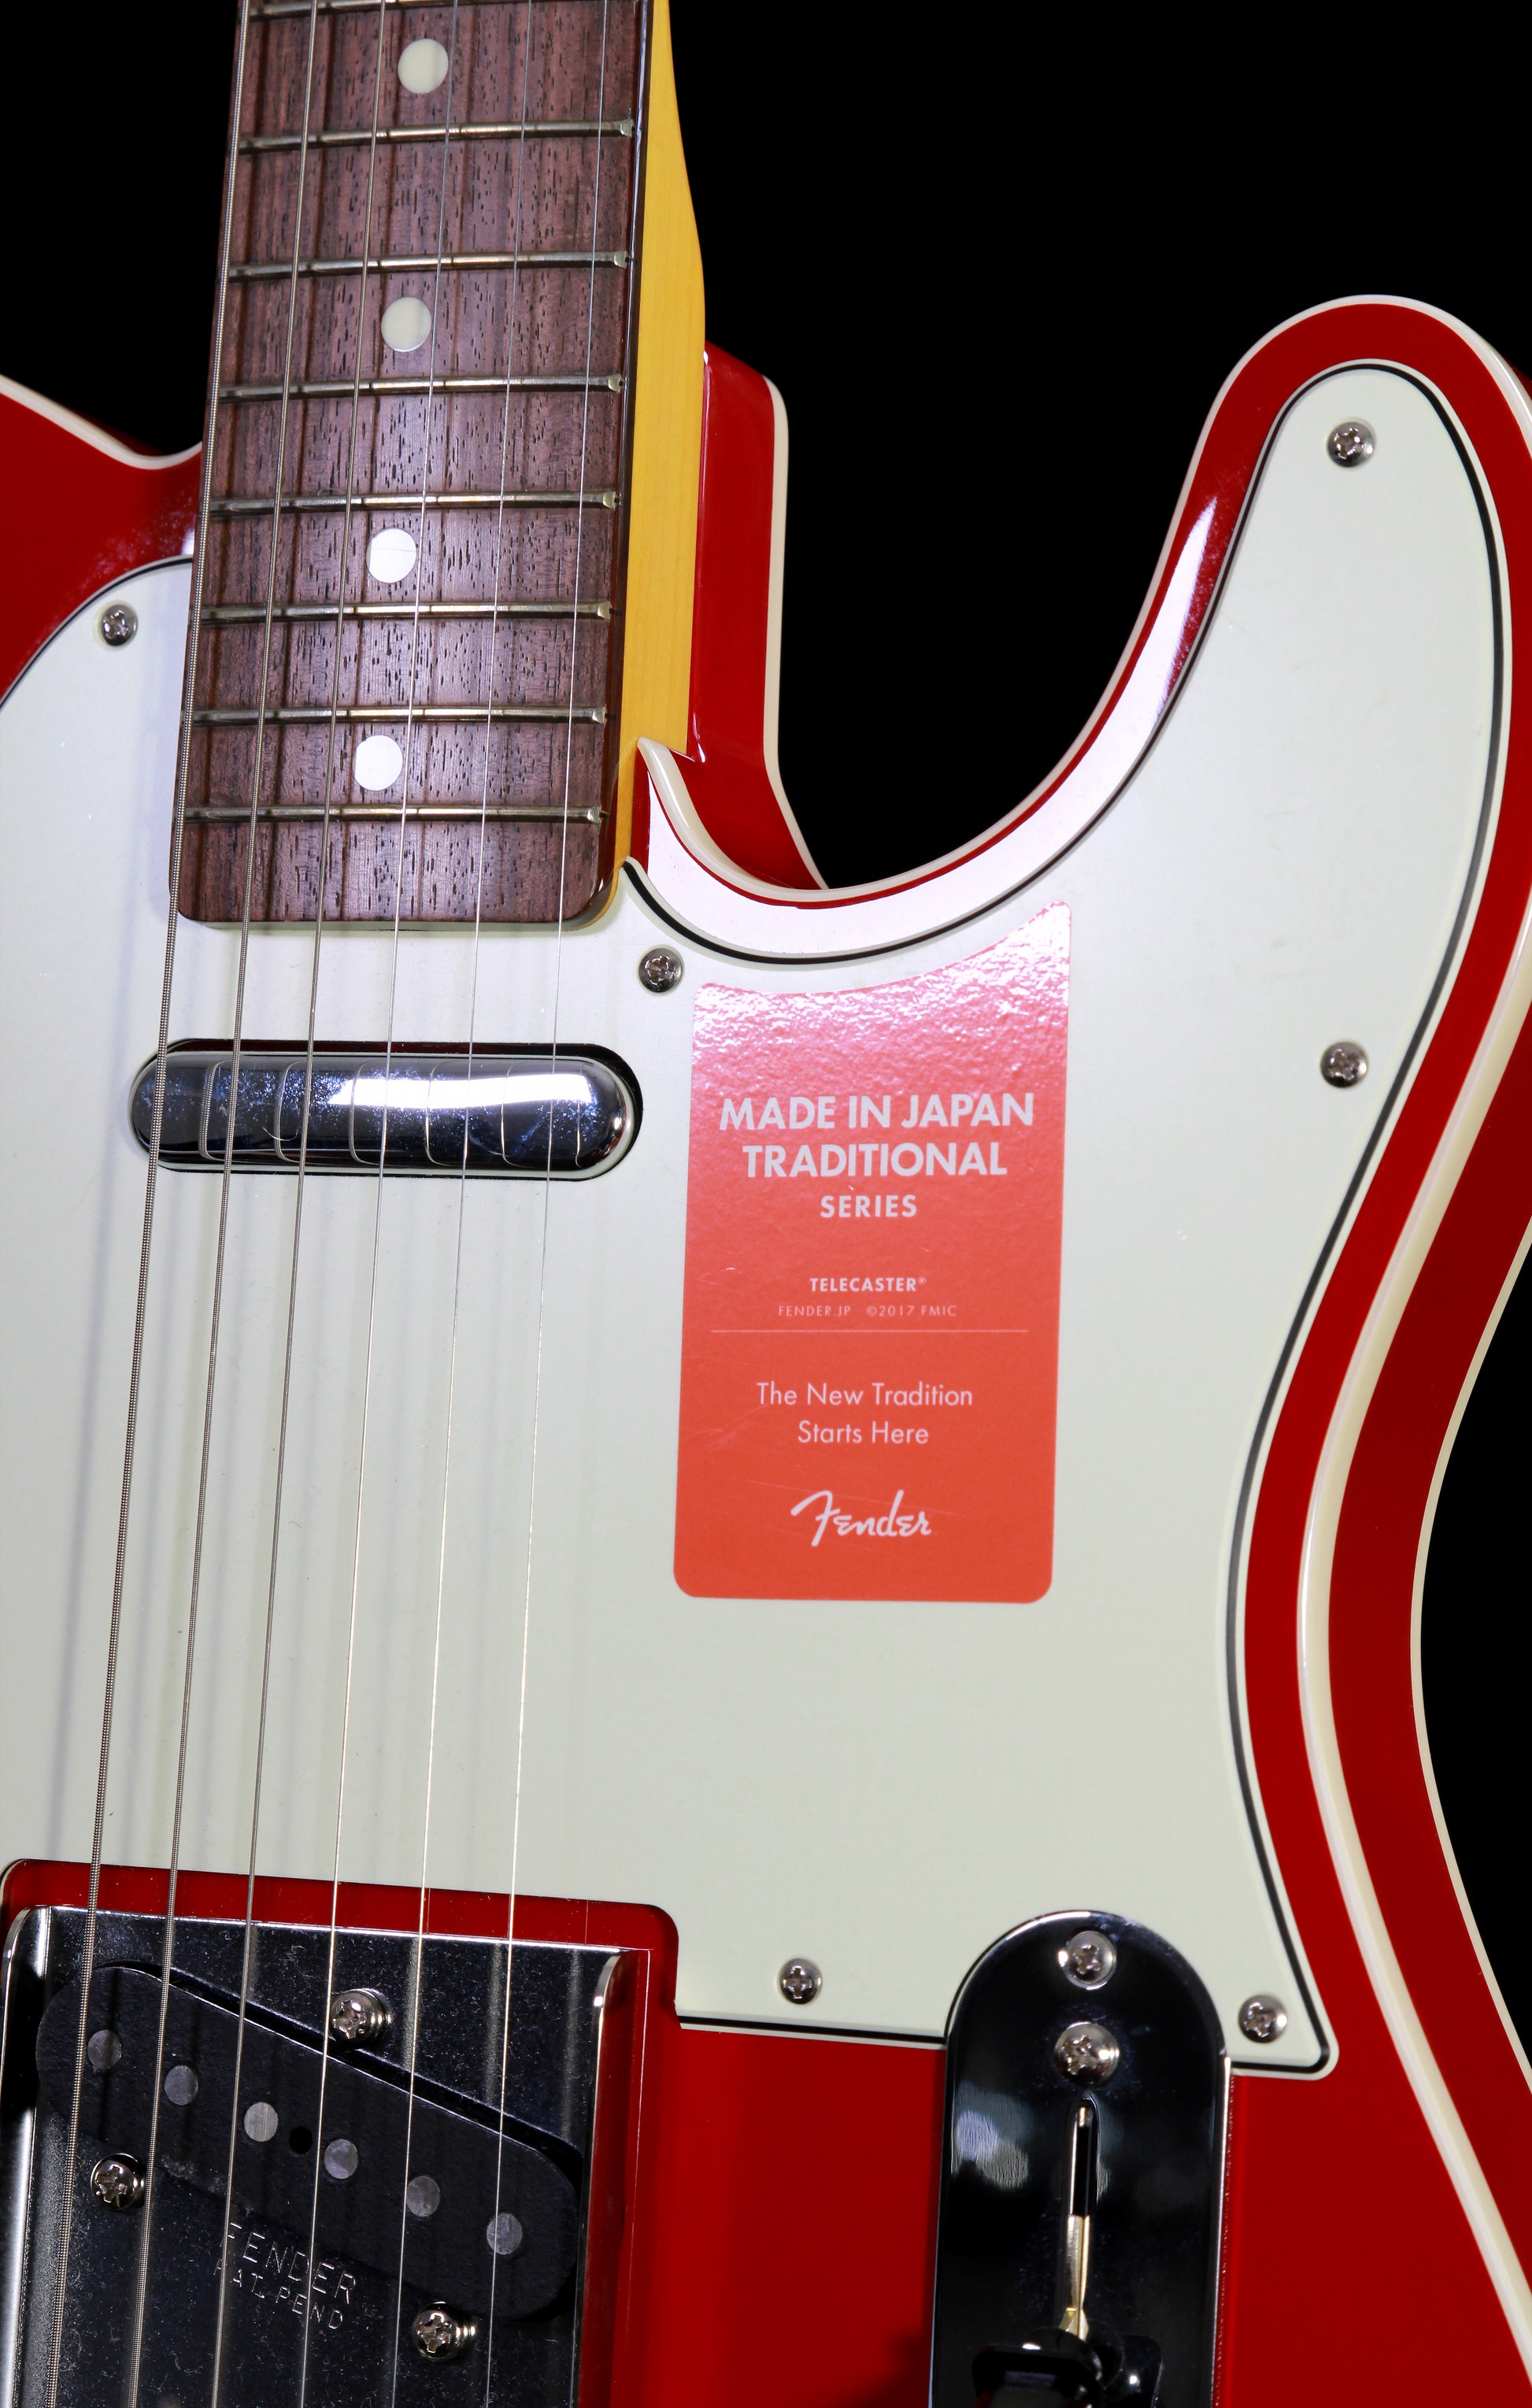 MADE IN JAPAN
TRADITIONAL
SERIES
TELECASTER®
FENDER.JP ©2017 FMIC
The New Tradition
Starts Here
Fender
FENDER
PAT. PEND